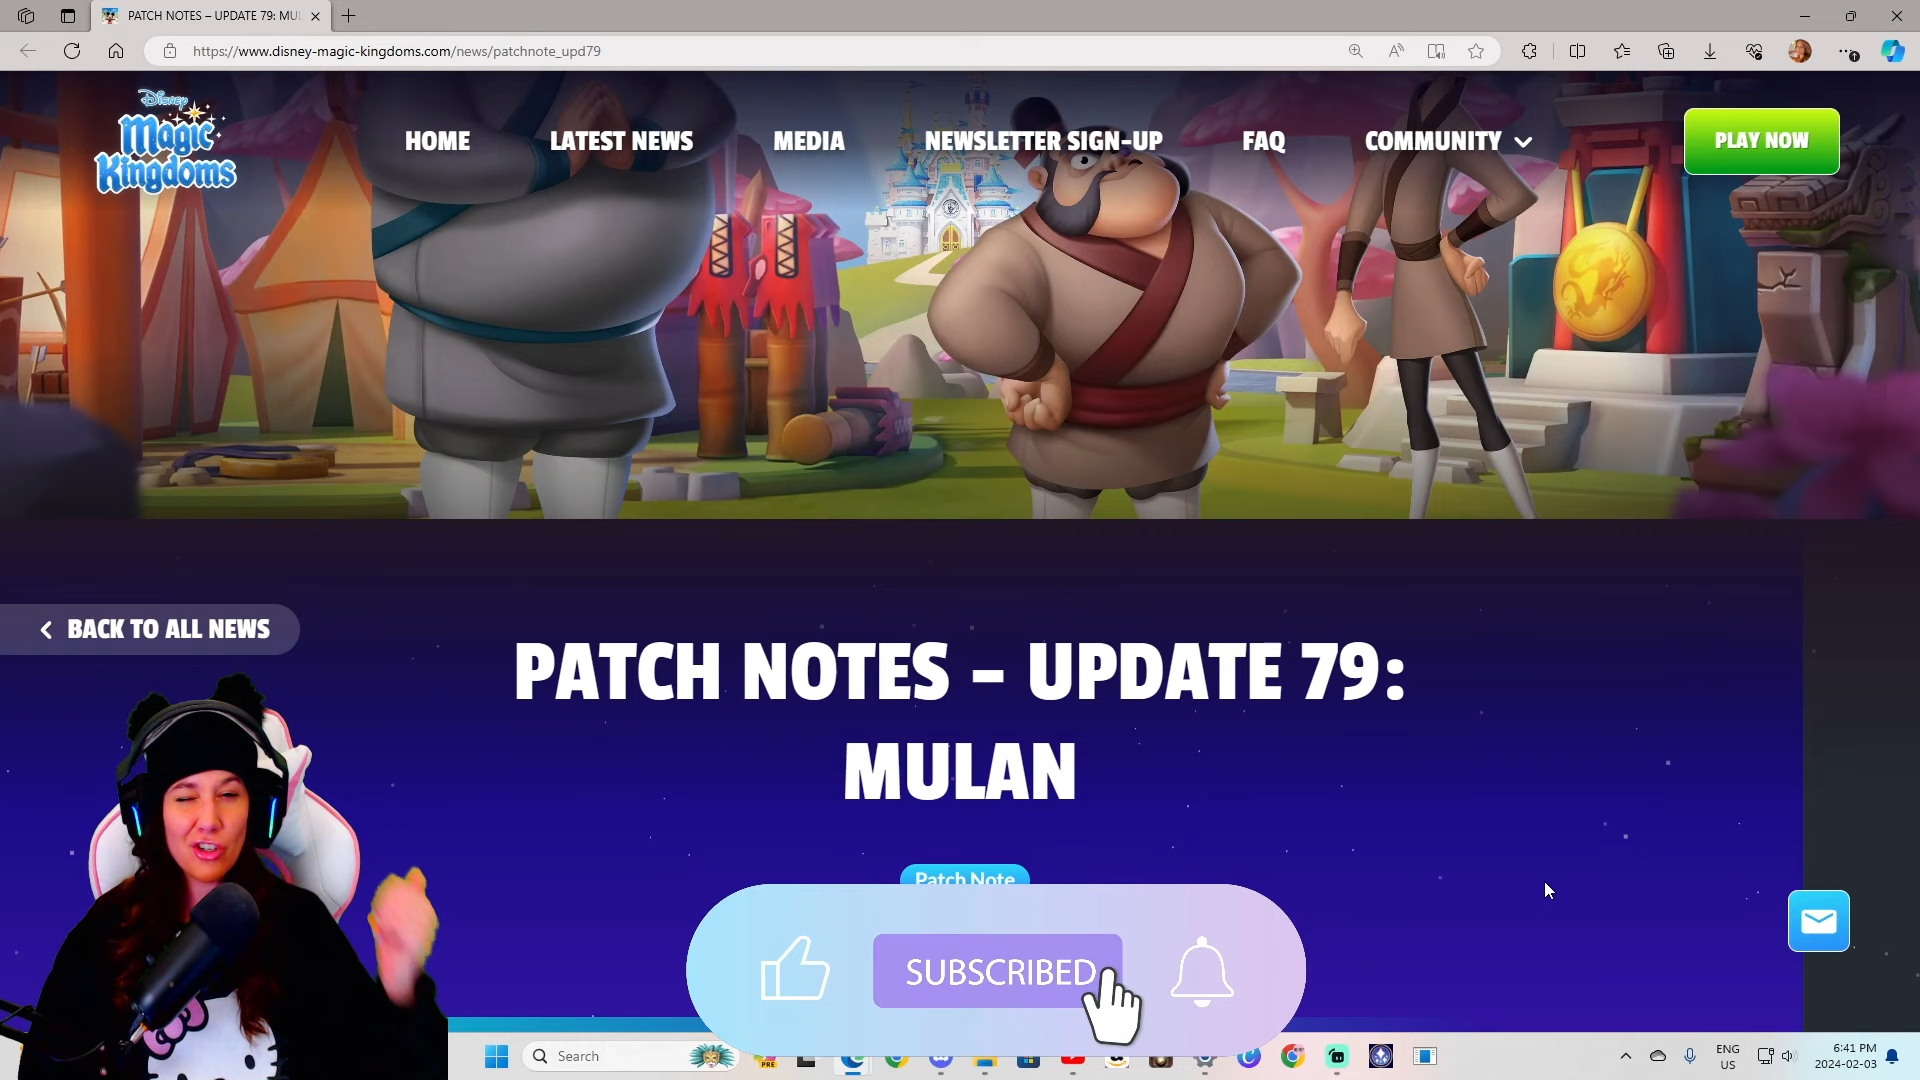 PATCH NOTES – UPDATE 79: MUL
https://www.disney-magic-kingdoms.com/news/patchnote_upd79
Disney
Magic
Kingdoms
HOME
LATEST NEWS
MEDIA
NEWSLETTER SIGN-UP
FAQ
COMMUNITY
PLAY NOW
BACK TO ALL NEWS
PATCH NOTES – UPDATE 79:
MULAN
Patch Note
SUBSCRIBED
Search
PRE
ENG
US
6:41 PM
2024-02-03